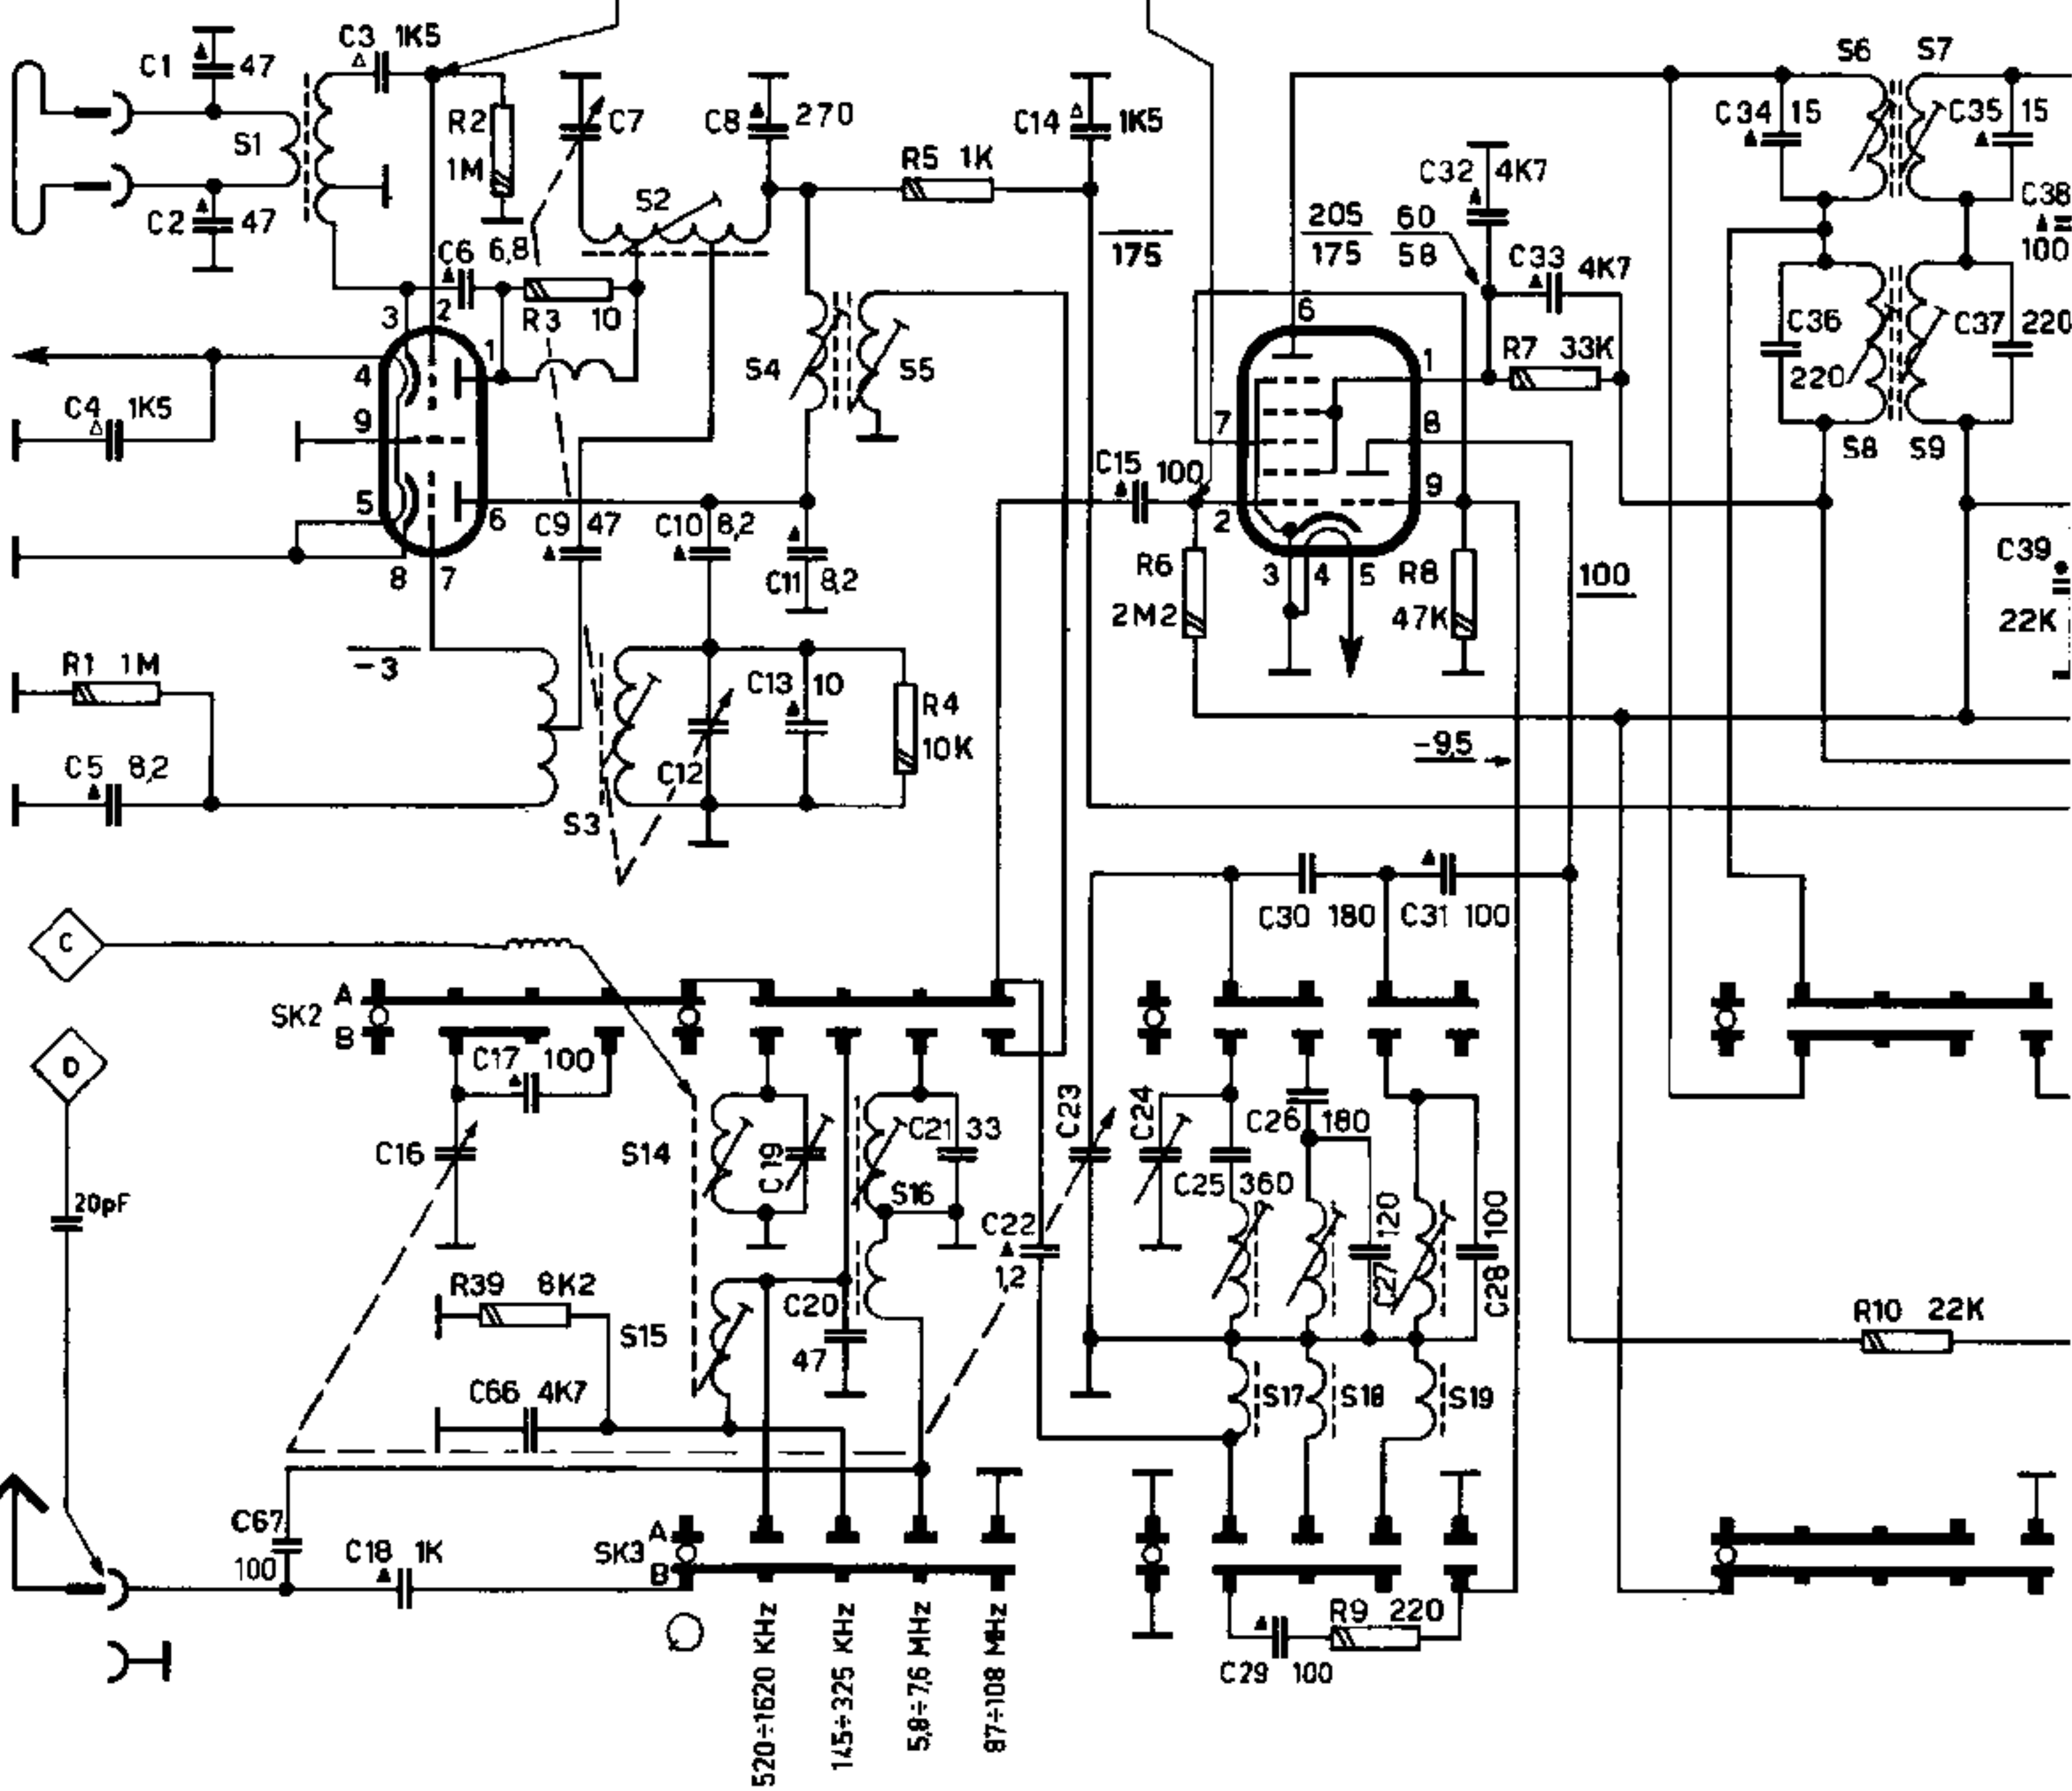 C3 1K5
S6 S7
C1 47
R2
1M
C7
C8 270
C14 1K5
C34 15
C35 15
S1
R5 1K
C32 4K7
C2 47
S2
C38
100
C6 6,8
175
205
175
60
58
C33 4K7
R3 10
3 2
1
4
9
5
6
8 7
6
1
7
8
9
2
3 4 5
R7 33K
C36
220
C37 220
S4 S5
S8 S9
C4 1K5
C15 100
C9 47
C10 8,2
C11 8,2
R6
2M2
R8
47K
100
C39
22K
R1 1M
-3
C13 10
R4
10K
C12
C5 8,2
S3
-9,5
C30 180
C31 100
C
A
SK2
B
D
C17 100
C16
S14
C19
C21 33
S16
C23
C24
C26 180
C25 360
C27 120
C28 100
20pF
C22
1,2
R39 8K2
C20
47
S15
R10 22K
C66 4K7
S17 S18 S19
C67
100
C18 1K
A
SK3
B
R9 220
C29 100
520÷1620 KHz
145÷325 KHz
5,8÷7,6 MHz
87÷108 MHz